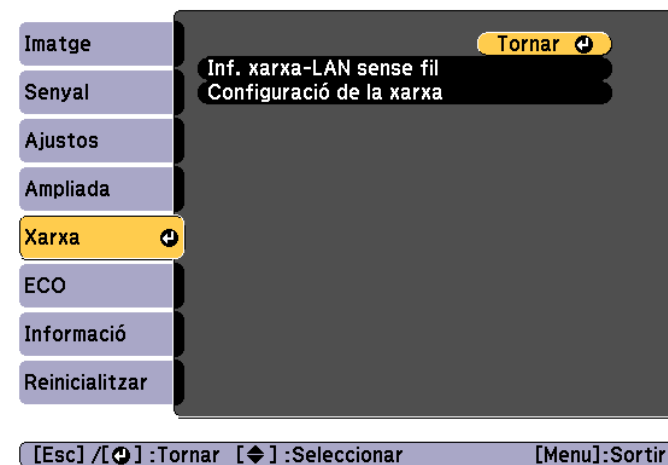 Imatge
Senyal
Ajustos
Ampliada
Xarxa
ECO
Informació
Reinicialitzar
Tornar
Inf. xarxa-LAN sense fil
Configuració de la xarxa
[Esc] /[ ] :Tornar [ ] :Seleccionar [Menu]:Sortir